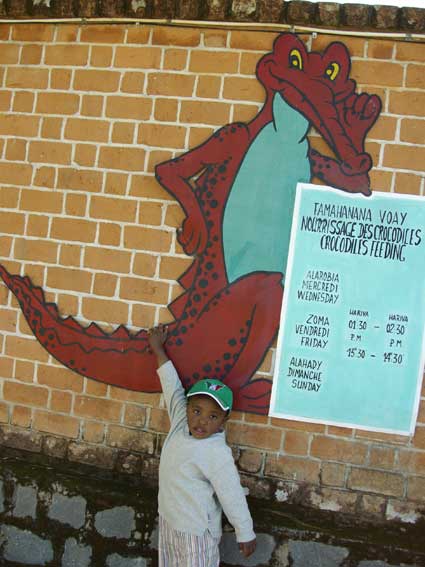 TAMAHANANA VOAY
NOURRISSAGE DES CROCODILES
CROCODILES FEEDING
ALAROBIA
MERCREDI
WEDNESDAY
ZOMA
VENDREDI
FRIDAY
ALAHADY
DIMANCHE
SUNDAY
HARIVA HARIVA
01:30 - 02:30
P.M P.M
13:30 - 14:30